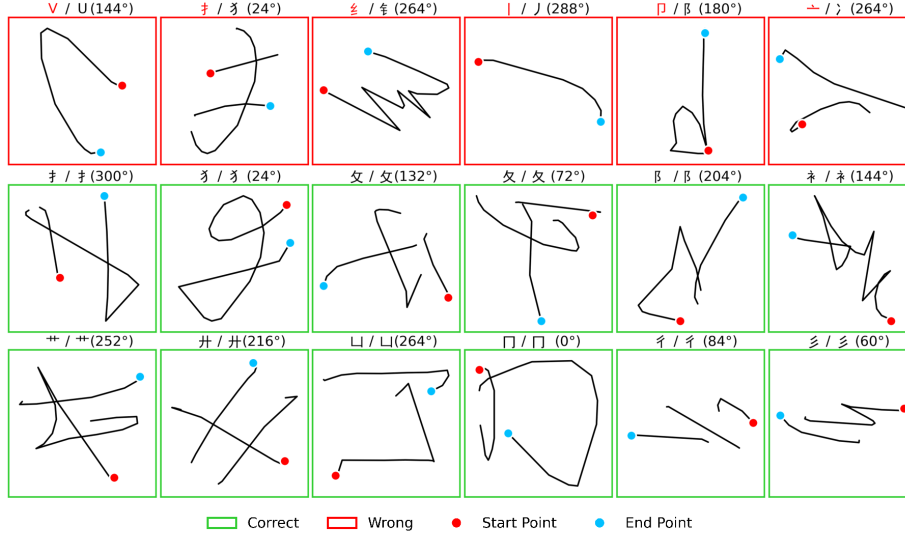 V / U(144°) 扌 / 犭(24°) 纟 / 钅(264°) 丨 / 丿(288°) 卩 / 阝(180°) 亠 / 冫(264°)
扌 / 扌(300°) 犭 / 犭(24°) 攵 / 攵(132°) 夂 / 夂 (72°) 阝 / 阝(204°) 礻 / 礻(144°)
艹 / 艹(252°) 廾 / 廾(216°) 凵 / 凵(264°) 冂 / 冂 (0°) 彳 / 彳 (84°) 彡 / 彡 (60°)
Correct Wrong Start Point End Point